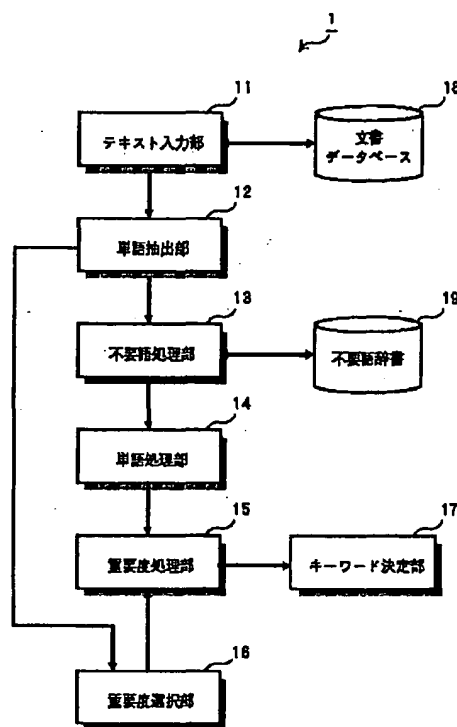 1
11
テキスト入力部
18
文書
データベース
12
単語抽出部
13
不要語処理部
19
不要語辞書
14
単語処理部
15
重要度処理部
17
キーワード決定部
16
重要度選択部